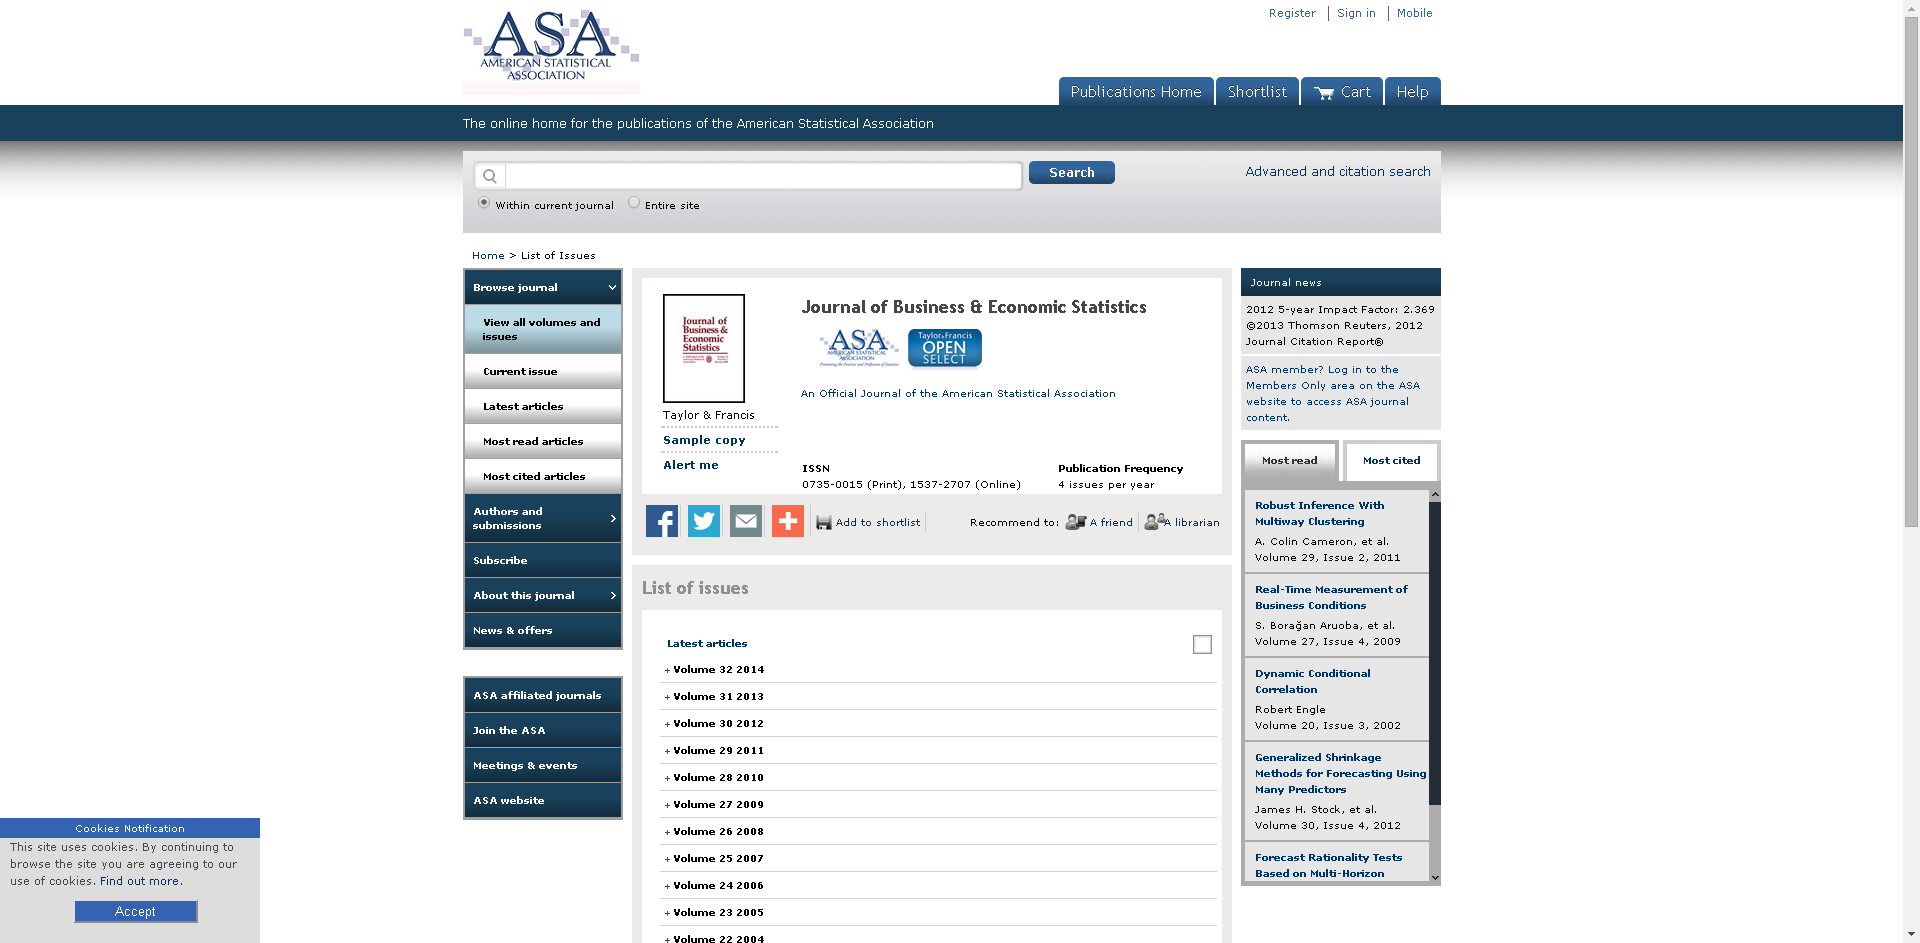 ASA
AMERICAN STATISTICAL
ASSOCIATION
Register
Sign in
Mobile
Publications Home
Shortlist
Cart
Help
The online home for the publications of the American Statistical Association
Search
Advanced and citation search
Within current journal
Entire site
Home > List of Issues
Browse journal
View all volumes and
issues
Current issue
Latest articles
Most read articles
Most cited articles
Authors and
submissions
Subscribe
About this journal
News & offers
ASA affiliated journals
Join the ASA
Meetings & events
ASA website
Journal of
Business &
Economic
Statistics
Taylor & Francis
Sample copy
Alert me
Journal of Business & Economic Statistics
ASA
AMERICAN STATISTICAL
ASSOCIATION
Taylor & Francis
OPEN
SELECT
An Official Journal of the American Statistical Association
ISSN
0735-0015 (Print), 1537-2707 (Online)
Publication Frequency
4 issues per year
Add to shortlist
Recommend to:
A friend
A librarian
List of issues
Latest articles
+ Volume 32 2014
+ Volume 31 2013
+ Volume 30 2012
+ Volume 29 2011
+ Volume 28 2010
+ Volume 27 2009
+ Volume 26 2008
+ Volume 25 2007
+ Volume 24 2006
+ Volume 23 2005
+ Volume 22 2004
Journal news
2012 5-year Impact Factor: 2.369
©2013 Thomson Reuters, 2012
Journal Citation Report®
ASA member? Log in to the
Members Only area on the ASA
website to access ASA journal
content.
Most read
Most cited
Robust Inference With
Multiway Clustering
A. Colin Cameron, et al.
Volume 29, Issue 2, 2011
Real-Time Measurement of
Business Conditions
S. Borağan Aruoba, et al.
Volume 27, Issue 4, 2009
Dynamic Conditional
Correlation
Robert Engle
Volume 20, Issue 3, 2002
Generalized Shrinkage
Methods for Forecasting Using
Many Predictors
James H. Stock, et al.
Volume 30, Issue 4, 2012
Forecast Rationality Tests
Based on Multi-Horizon
Cookies Notification
This site uses cookies. By continuing to
browse the site you are agreeing to our
use of cookies. Find out more.
Accept